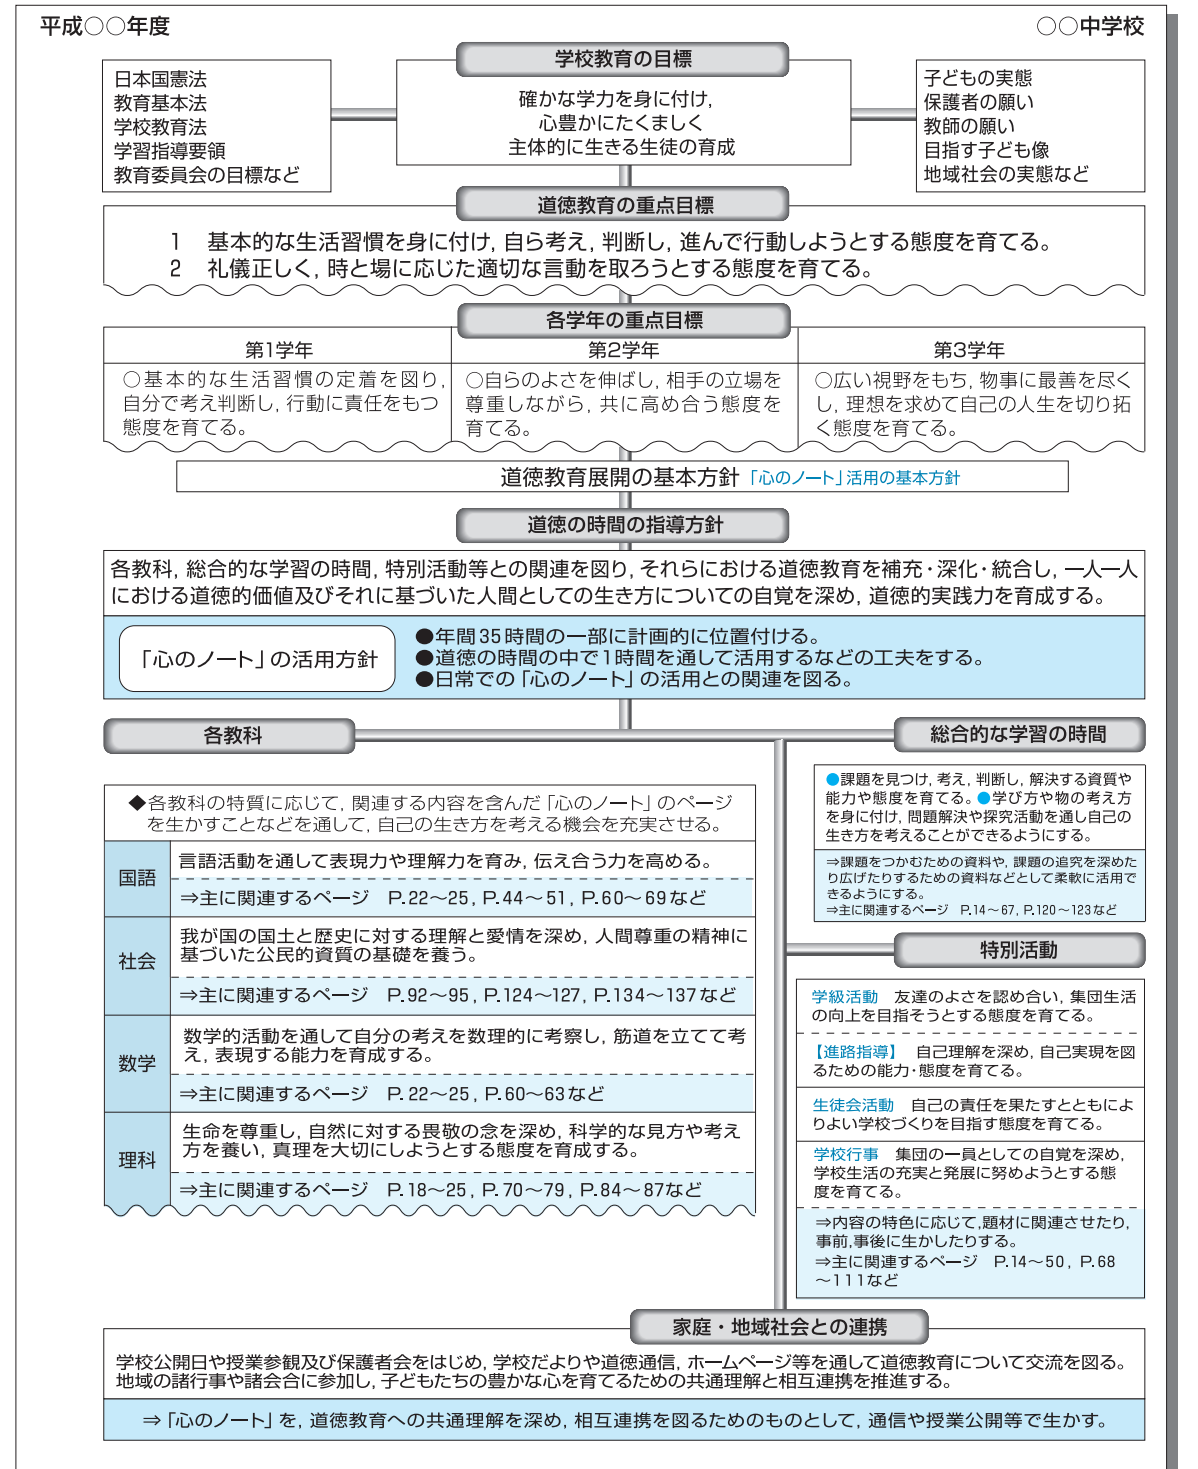 平成○○年度
○○中学校
学校教育の目標
日本国憲法
教育基本法
学校教育法
学習指導要領
教育委員会の目標など
確かな学力を身に付け,
心豊かにたくましく
主体的に生きる生徒の育成
子どもの実態
保護者の願い
教師の願い
目指す子ども像
地域社会の実態など
道徳教育の重点目標
1 基本的な生活習慣を身に付け, 自ら考え, 判断し, 進んで行動しようとする態度を育てる。
2 礼儀正しく, 時と場に応じた適切な言動を取ろうとする態度を育てる。
各学年の重点目標
第1学年
○基本的な生活習慣の定着を図り,
自分で考え判断し, 行動に責任をもつ
態度を育てる。
第2学年
○自らのよさを伸ばし, 相手の立場を
尊重しながら, 共に高め合う態度を
育てる。
第3学年
○広い視野をもち, 物事に最善を尽く
し, 理想を求めて自己の人生を切り拓
く態度を育てる。
道徳教育展開の基本方針「心のノート」活用の基本方針
道徳の時間の指導方針
各教科, 総合的な学習の時間, 特別活動等との関連を図り, それらにおける道徳教育を補充・深化・統合し, 一人一人
における道徳的価値及びそれに基づいた人間としての生き方についての自覚を深め, 道徳的実践力を育成する。
「心のノート」の活用方針
●年間35時間の一部に計画的に位置付ける。
●道徳の時間の中で1時間を通して活用するなどの工夫をする。
●日常での「心のノート」の活用との関連を図る。
各教科
◆各教科の特質に応じて, 関連する内容を含んだ「心のノート」のページ
を生かすことなどを通して, 自己の生き方を考える機会を充実させる。
国語
言語活動を通して表現力や理解力を育み, 伝え合う力を高める。
⇒主に関連するページ P.22～25, P.44～51, P.60～69など
社会
我が国の国土と歴史に対する理解と愛情を深め, 人間尊重の精神に
基づいた公民的資質の基礎を養う。
⇒主に関連するページ P.92～95, P.124～127, P.134～137など
数学
数学的活動を通して自分の考えを数理的に考察し, 筋道を立てて考
え, 表現する能力を育成する。
⇒主に関連するページ P.22～25, P.60～63など
理科
生命を尊重し, 自然に対する畏敬の念を深め, 科学的な見方や考え
方を養い, 真理を大切にしようとする態度を育成する。
⇒主に関連するページ P.18～25, P.70～79, P.84～87など
総合的な学習の時間
●課題を見つけ, 考え, 判断し, 解決する資質や
能力や態度を育てる。●学び方や物の考え方
を身に付け, 問題解決や探究活動を通し自己の
生き方を考えることができるようにする。
⇒課題をつかむための資料や, 課題の追究を深めた
り広げたりするための資料などとして柔軟に活用で
きるようにする。
⇒主に関連するページ P.14～67, P.120～123など
特別活動
学級活動 友達のよさを認め合い, 集団生活
の向上を目指そうとする態度を育てる。
【進路指導】 自己理解を深め, 自己実現を図
るための能力・態度を育てる。
生徒会活動 自己の責任を果たすとともによ
りよい学校づくりを目指す態度を育てる。
学校行事 集団の一員としての自覚を深め,
学校生活の充実と発展に努めようとする態
度を育てる。
⇒内容の特色に応じて,題材に関連させたり,
事前,事後に生かしたりする。
⇒主に関連するページ P.14～50, P.68
～111など
家庭・地域社会との連携
学校公開日や授業参観及び保護者会をはじめ, 学校だよりや道徳通信, ホームページ等を通して道徳教育について交流を図る。
地域の諸行事や諸会合に参加し, 子どもたちの豊かな心を育てるための共通理解と相互連携を推進する。
⇒「心のノート」を, 道徳教育への共通理解を深め, 相互連携を図るためのものとして, 通信や授業公開等で生かす。